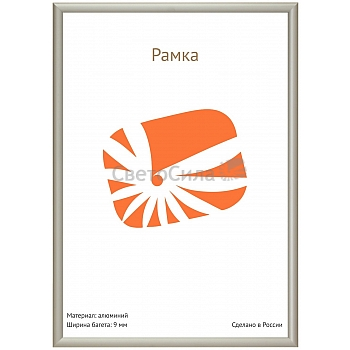 Рамка
СветоСила
Материал: алюминий
Ширина багета: 9 мм
Сделано в России